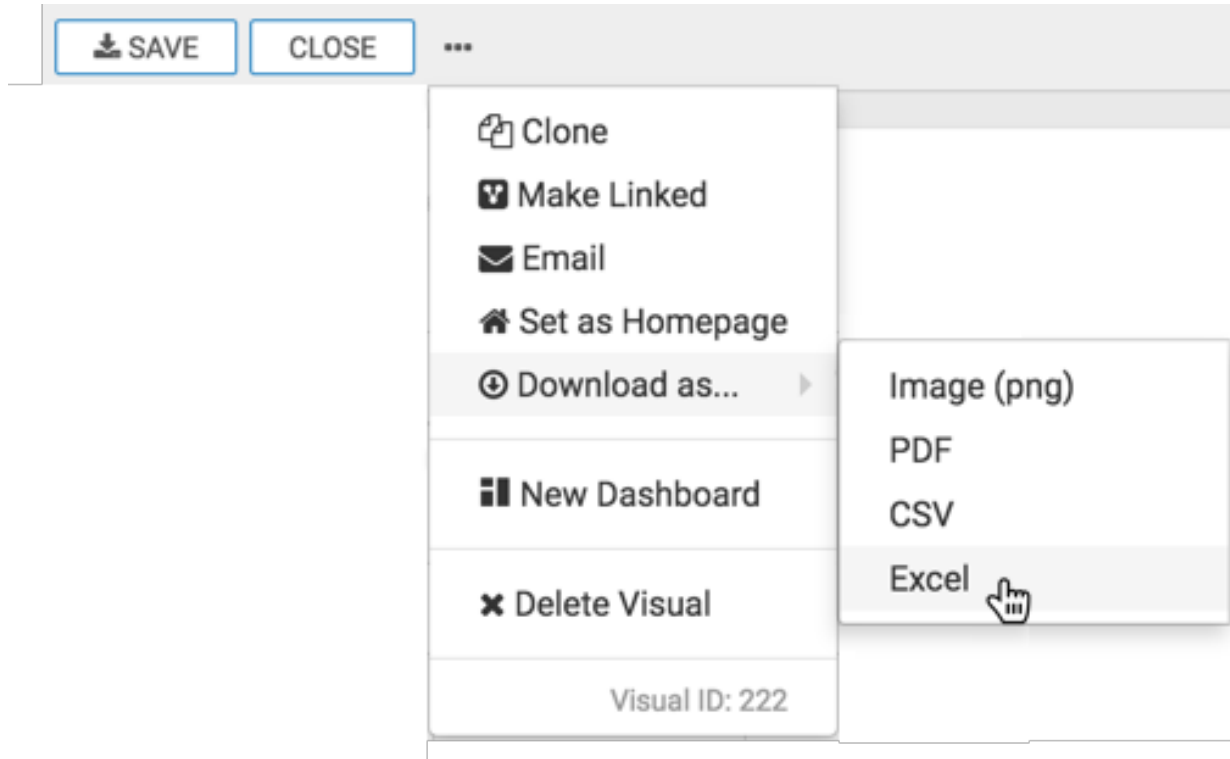 SAVE CLOSE ...
Clone
Make Linked
Email
Set as Homepage
Download as...
Image (png)
PDF
CSV
Excel
New Dashboard
Delete Visual
Visual ID: 222